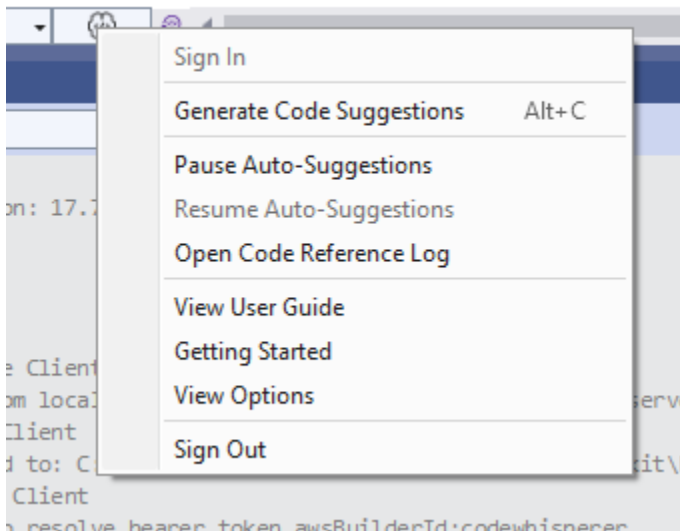 Sign In
Generate Code Suggestions Alt+C
Pause Auto-Suggestions
on: 17.7
Resume Auto-Suggestions
Open Code Reference Log
View User Guide
Getting Started
e Client
View Options
om local
serve
Client
Sign Out
d to: C:
kit\
Client
o resolve bearer token awsBuilderId:codewhisperer